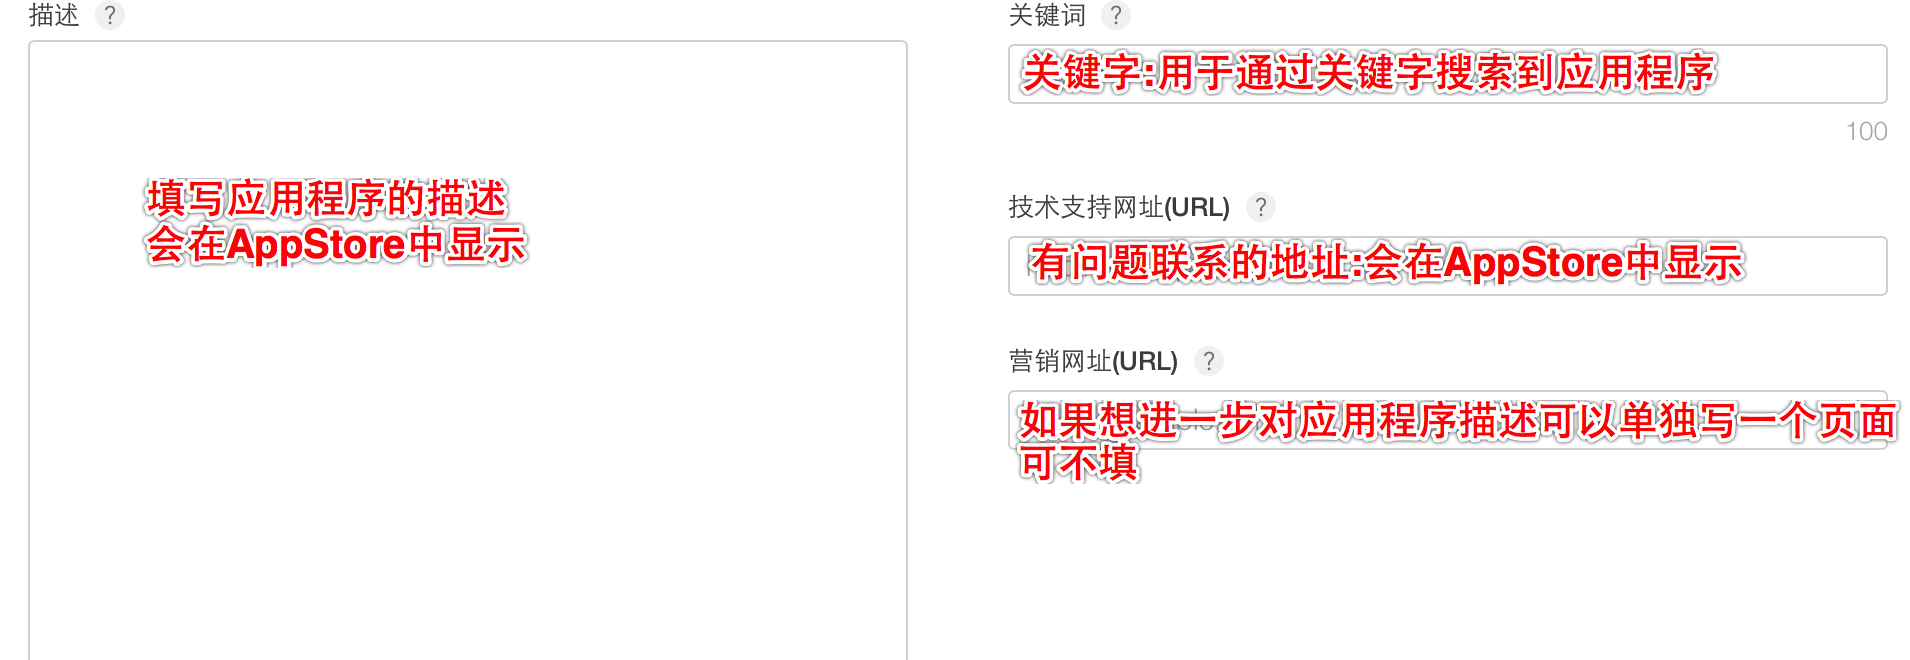 描述 ?
填写应用程序的描述
会在AppStore中显示
关键词 ?
关键字:用于通过关键字搜索到应用程序
100
技术支持网址(URL) ?
有问题联系的地址:会在AppStore中显示
营销网址(URL) ?
如果想进一步对应用程序描述可以单独写一个页面
可不填